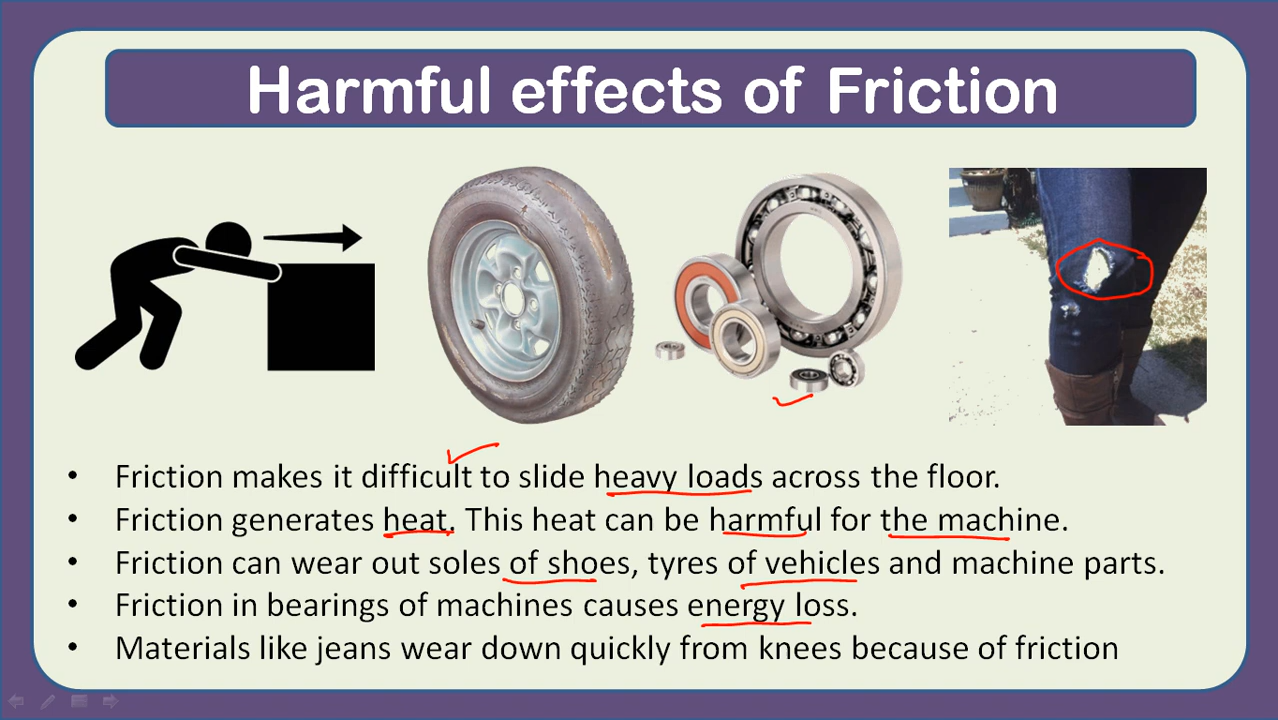 Harmful effects of Friction
• Friction makes it difficult to slide heavy loads across the floor.
• Friction generates heat. This heat can be harmful for the machine.
• Friction can wear out soles of shoes, tyres of vehicles and machine parts.
• Friction in bearings of machines causes energy loss.
• Materials like jeans wear down quickly from knees because of friction